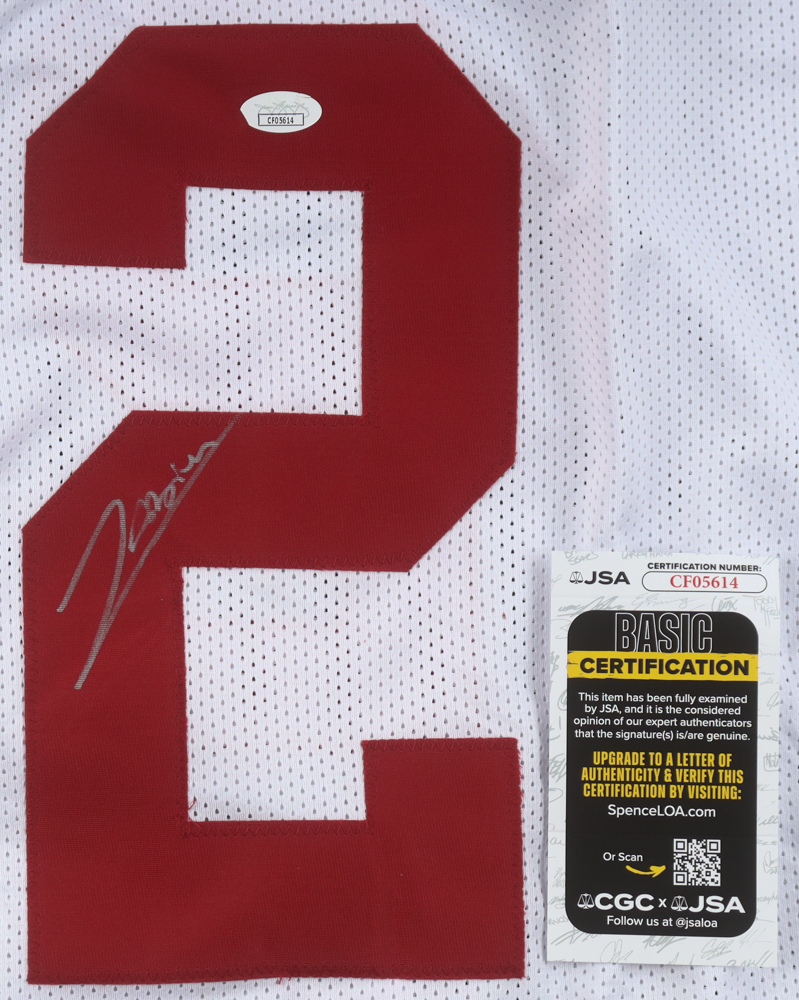 CF05614
2
JSA
CERTIFICATION NUMBER:
CF05614
BASIC
CERTIFICATION
This item has been fully examined
by JSA, and it is the considered
opinion of our expert authenticators
that the signature(s) is/are genuine.
UPGRADE TO A LETTER OF
AUTHENTICITY & VERIFY THIS
CERTIFICATION BY VISITING:
SpenceLOA.com
Or Scan
CGC x JSA
Follow us at @jsaloa